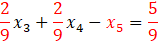 2/9 x₃ + 2/9 x₄ − x₅ = 5/9